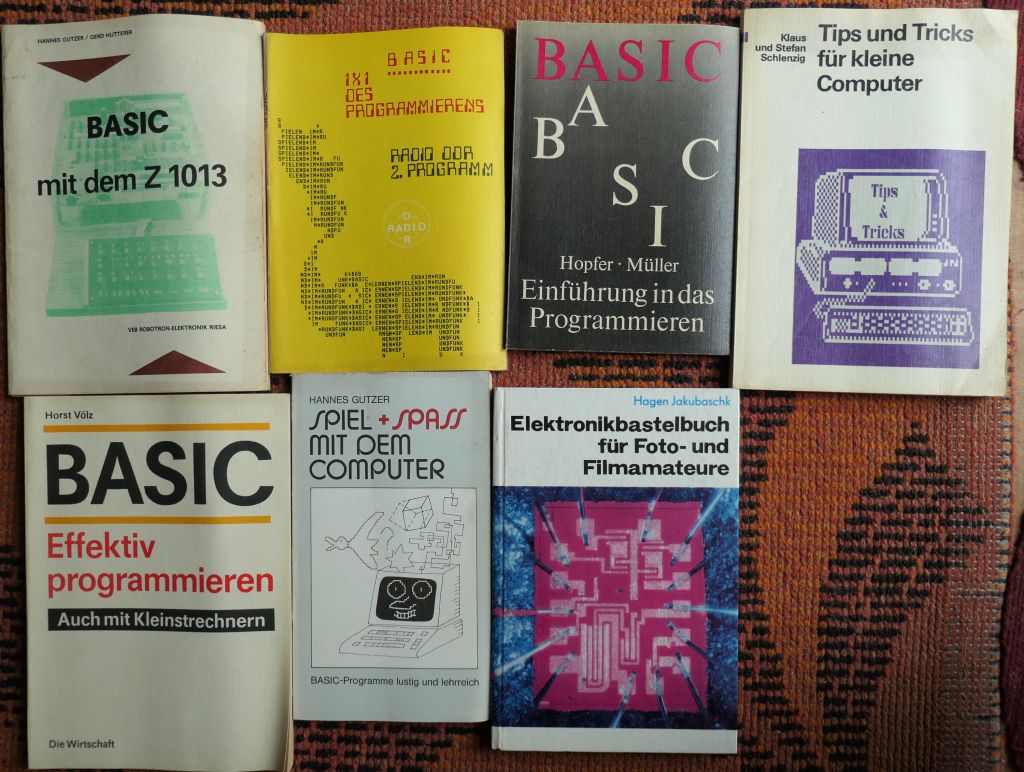 HANNES GUTZER / GERD HUTTERER
BASIC
mit dem Z 1013
VEB ROBOTRON-ELEKTRONIK RIESA
BASIC
1X1
DES
PROGRAMMIERENS
RADIO DDR
2. PROGRAMM
D
RADIO
R
BASIC
BASIC
Hopfer · Müller
Einführung in das
Programmieren
Klaus
und Stefan
Schlenzig
Tips und Tricks
für kleine
Computer
Tips
&
Tricks
Horst Völz
BASIC
Effektiv
programmieren
Auch mit Kleinstrechnern
Die Wirtschaft
HANNES GUTZER
SPIEL + SPASS
MIT DEM
COMPUTER
BASIC-Programme lustig und lehrreich
Hagen Jakubaschk
Elektronikbastelbuch
für Foto- und
Filmamateure